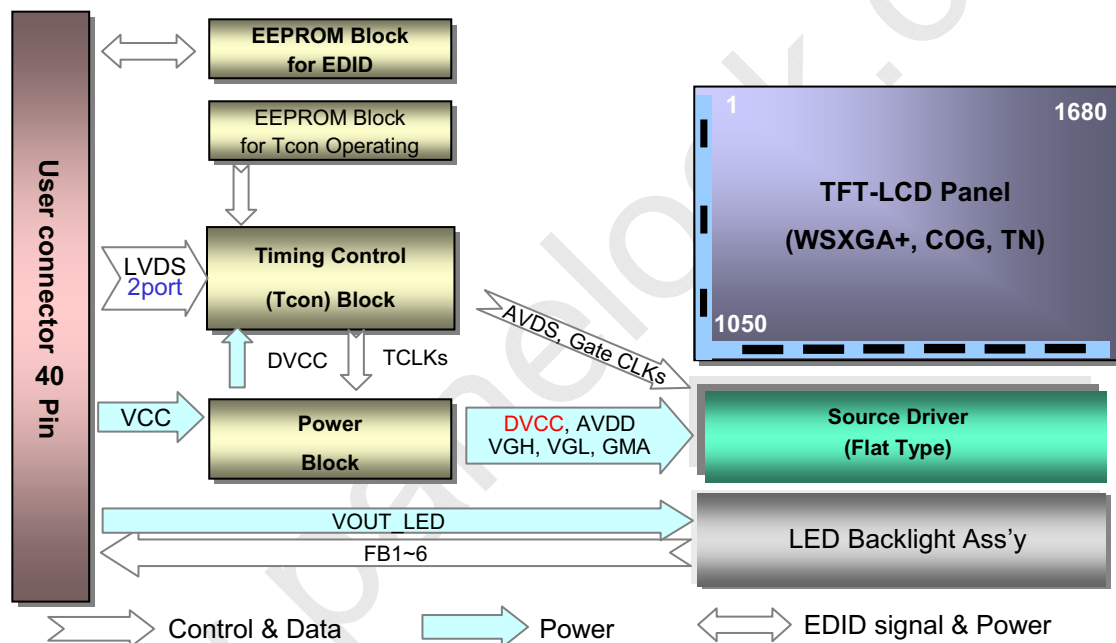 User connector 40 Pin
EEPROM Block
for EDID
EEPROM Block
for Tcon Operating
LVDS
2port
Timing Control
(Tcon) Block
DVCC
TCLKs
AVDS, Gate CLKs
VCC
Power
Block
DVCC, AVDD
VGH, VGL, GMA
1
1680
TFT-LCD Panel
(WSXGA+, COG, TN)
1050
Source Driver
(Flat Type)
VOUT_LED
FB1~6
LED Backlight Ass'y
Control & Data
Power
EDID signal & Power